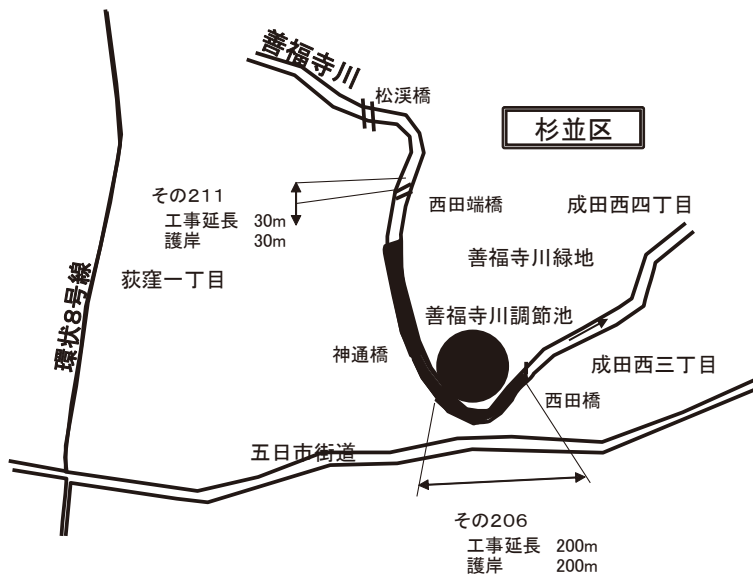 善福寺川
松渓橋
杉並区
その211
工事延長 30m
護岸 30m
西田端橋
成田西四丁目
善福寺川緑地
荻窪一丁目
環状8号線
善福寺川調節池
神通橋
成田西三丁目
西田橋
五日市街道
その206
工事延長 200m
護岸 200m